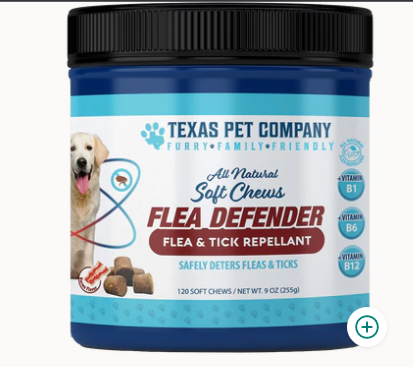 TEXAS PET COMPANY
FURRY•FAMILY•FRIENDLY
All Natural
Soft Chews
FLEA DEFENDER
FLEA & TICK REPELLANT
SAFELY DETERS FLEAS & TICKS
120 SOFT CHEWS / NET WT. 9 OZ (255g)
+VITAMIN
B1
+VITAMIN
B6
+VITAMIN
B12